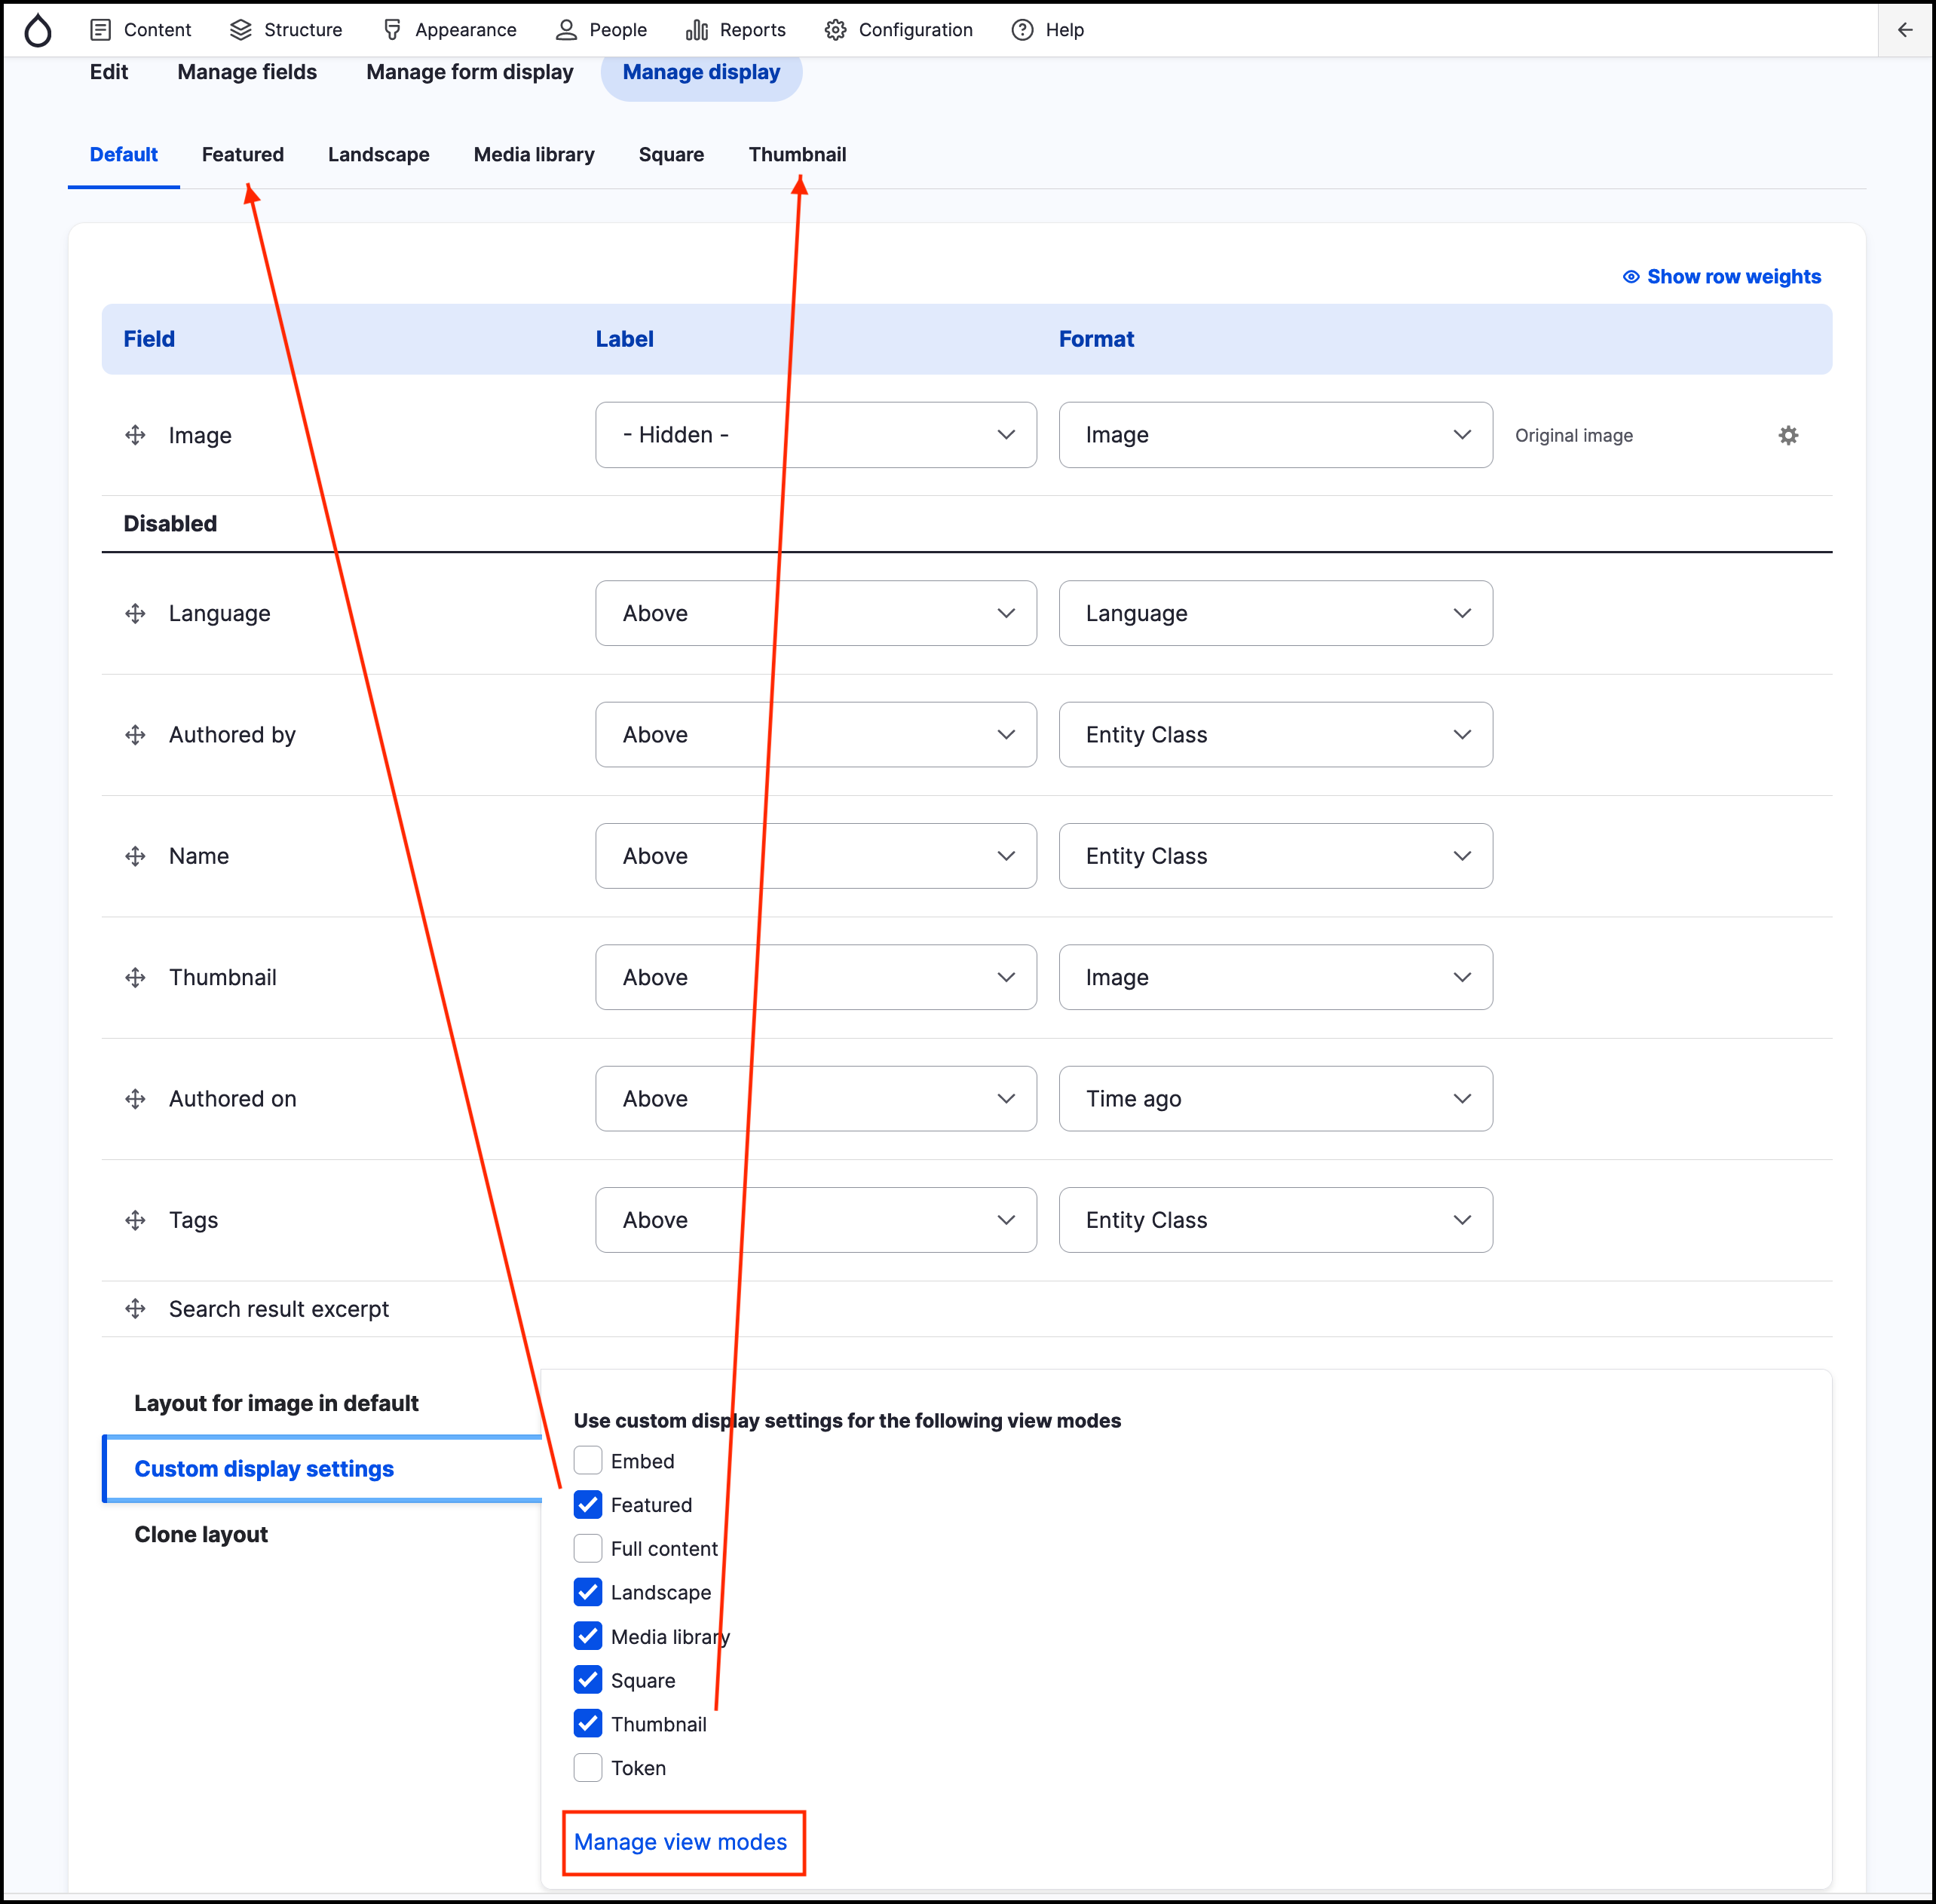 Content Structure Appearance People Reports Configuration Help
Edit Manage fields Manage form display Manage display
Default Featured Landscape Media library Square Thumbnail
Show row weights
Field Label Format
Image - Hidden - Image Original image
Disabled
Language Above Language
Authored by Above Entity Class
Name Above Entity Class
Thumbnail Above Image
Authored on Above Time ago
Tags Above Entity Class
Search result excerpt
Layout for image in default
Custom display settings
Clone layout
Use custom display settings for the following view modes
Embed
Featured
Full content
Landscape
Media library
Square
Thumbnail
Token
Manage view modes